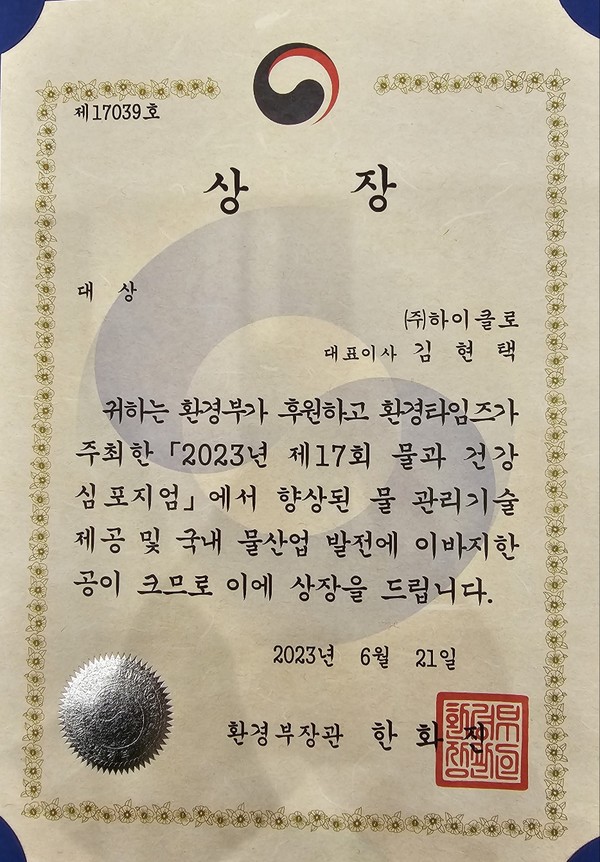 제17039호
상 장
대 상
㈜하이클로
대표이사 김 현 택
귀하는 환경부가 후원하고 환경타임즈가
주최한 「2023년 제17회 물과 건강
심포지엄」에서 향상된 물 관리기술
제공 및 국내 물산업 발전에 이바지한
공이 크므로 이에 상장을 드립니다.
2023년 6월 21일
환경부장관 한 화 진